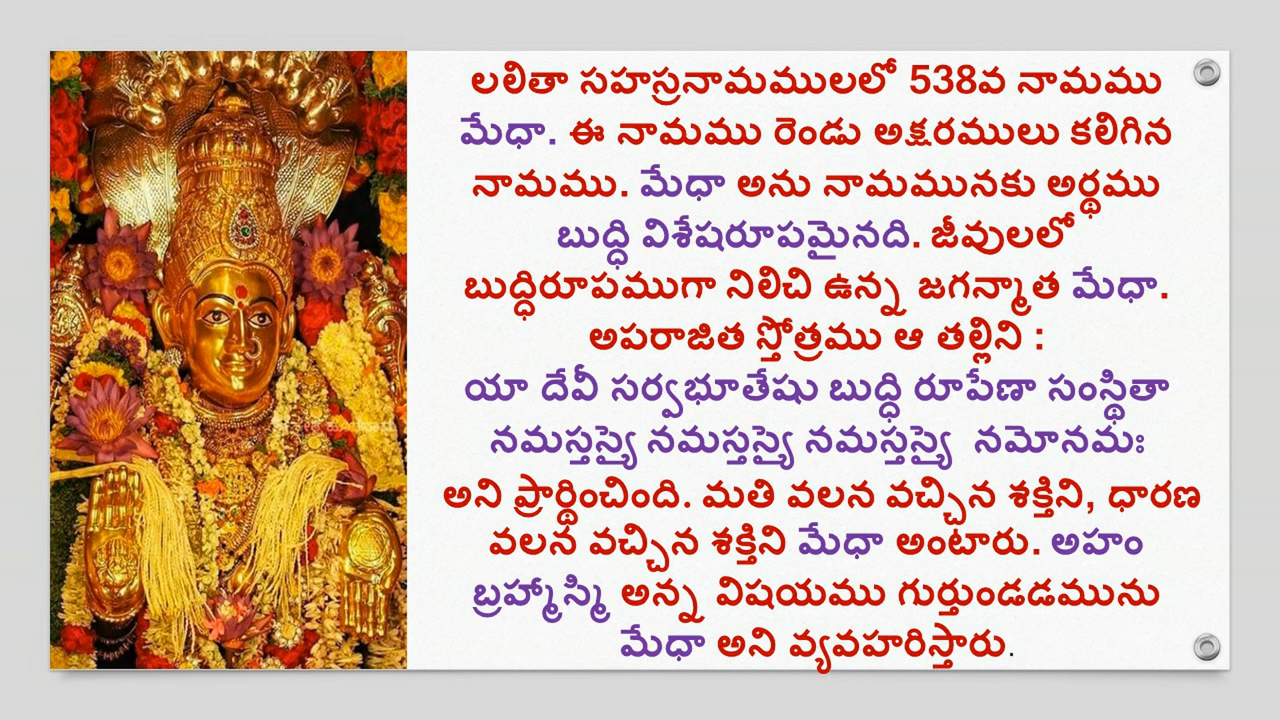 లలితా సహస్రనామములలో 538వ నామము
మేధా. ఈ నామము రెండు అక్షరములు కలిగిన
నామము. మేధా అను నామమునకు అర్థము
బుద్ధి విశేషరూపమైనది. జీవులలో
బుద్ధిరూపముగా నిలిచి ఉన్న జగన్మాత మేధా.
అపరాజిత స్తోత్రము ఆ తల్లిని :
యా దేవీ సర్వభూతేషు బుద్ధి రూపేణా సంస్థితా
నమస్తస్యై నమస్తస్యై నమస్తస్యై నమోనమః
అని ప్రార్థించింది. మతి వలన వచ్చిన శక్తిని, ధారణ
వలన వచ్చిన శక్తిని మేధా అంటారు. అహం
బ్రహ్మాస్మి అన్న విషయము గుర్తుండడమును
మేధా అని వ్యవహరిస్తారు.